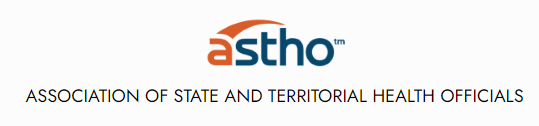 astho™
ASSOCIATION OF STATE AND TERRITORIAL HEALTH OFFICIALS